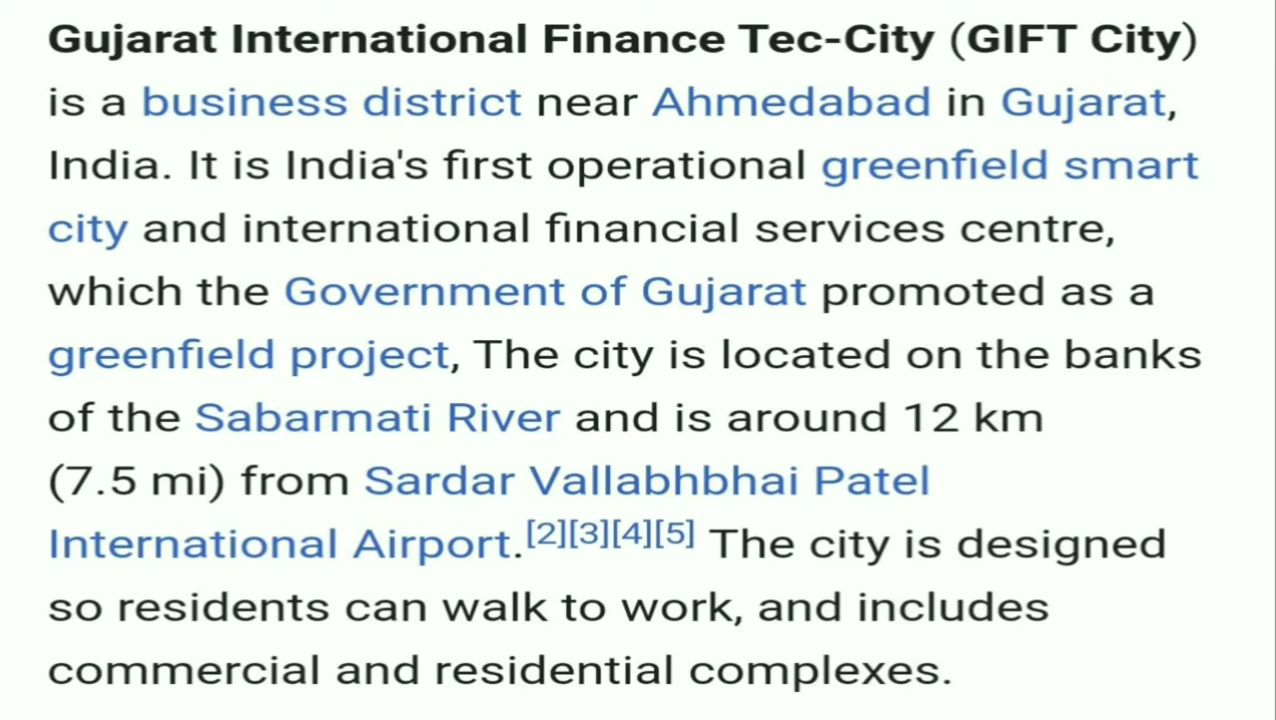 Gujarat International Finance Tec-City (GIFT City)
is a business district near Ahmedabad in Gujarat,
India. It is India's first operational greenfield smart
city and international financial services centre,
which the Government of Gujarat promoted as a
greenfield project, The city is located on the banks
of the Sabarmati River and is around 12 km
(7.5 mi) from Sardar Vallabhbhai Patel
International Airport.[2][3][4][5] The city is designed
so residents can walk to work, and includes
commercial and residential complexes.